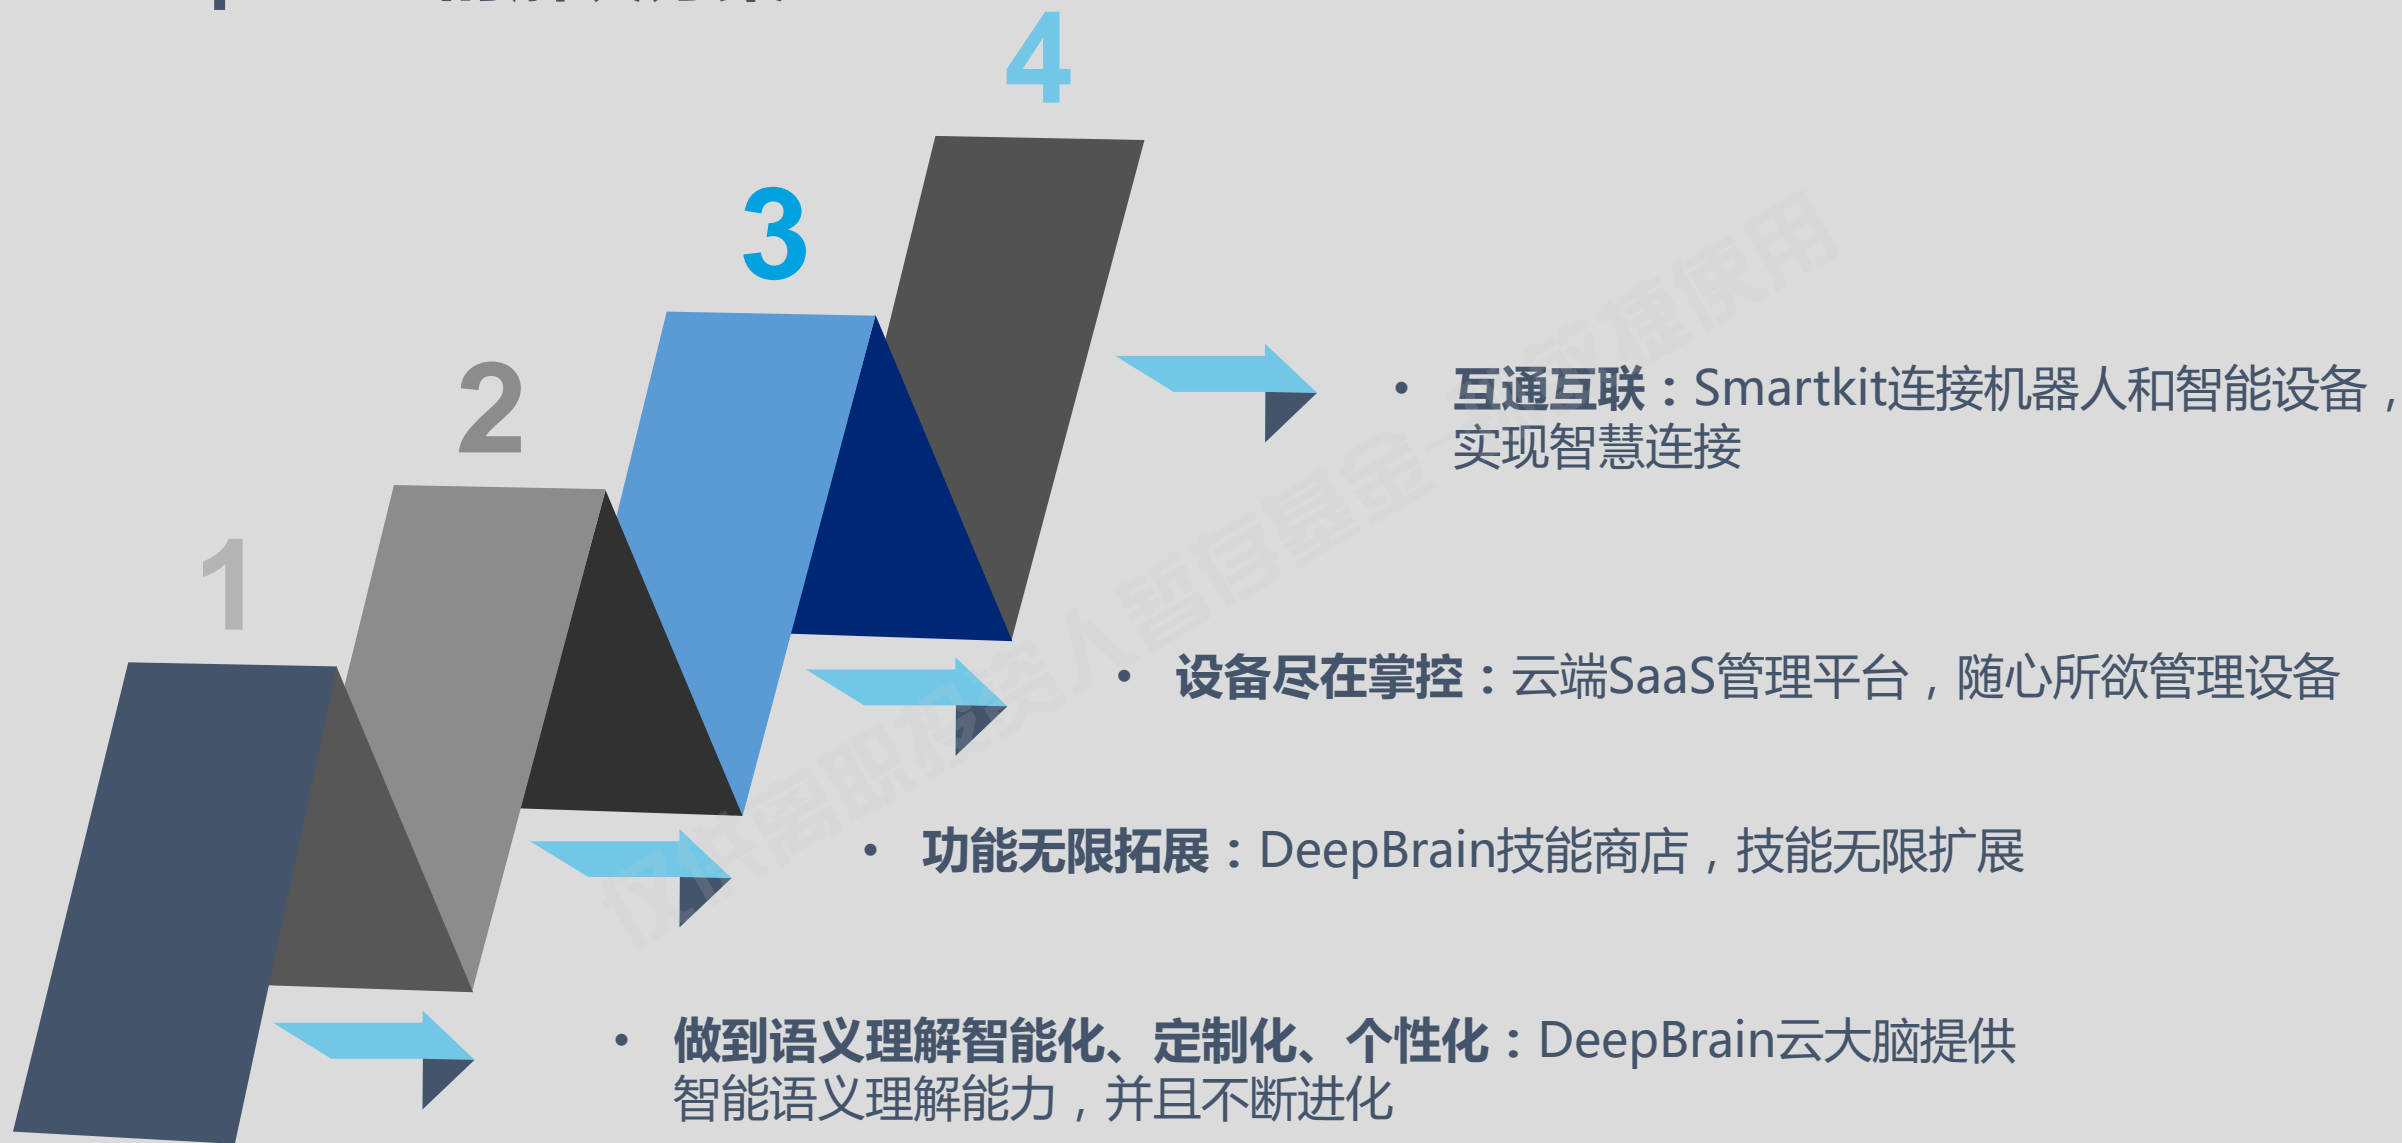 4
3
2
1
• 互通互联：Smartkit连接机器人和智能设备，
实现智慧连接
• 设备尽在掌控：云端SaaS管理平台，随心所欲管理设备
• 功能无限拓展：DeepBrain技能商店，技能无限扩展
• 做到语义理解智能化、定制化、个性化：DeepBrain云大脑提供
智能语义理解能力，并且不断进化